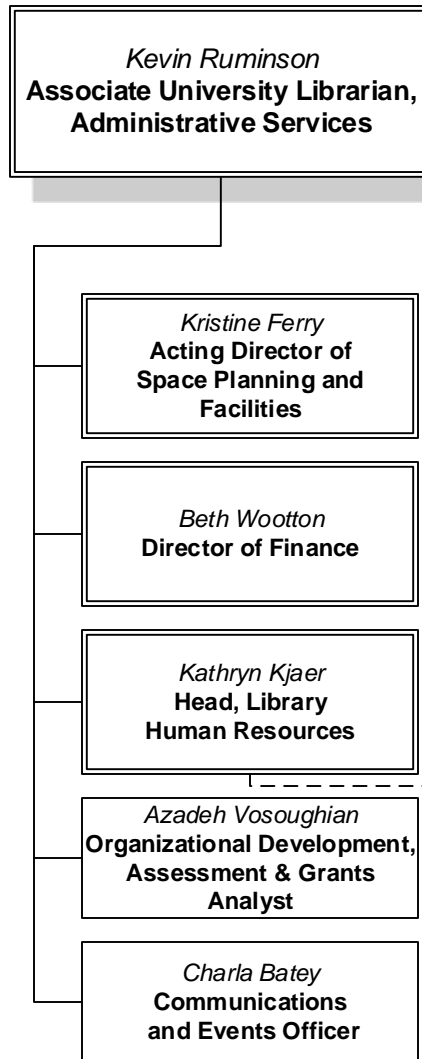 Kevin Ruminson
Associate University Librarian,
Administrative Services
Kristine Ferry
Acting Director of
Space Planning and
Facilities
Beth Wootton
Director of Finance
Kathryn Kjaer
Head, Library
Human Resources
Azadeh Vosoughian
Organizational Development,
Assessment & Grants
Analyst
Charla Batey
Communications
and Events Officer